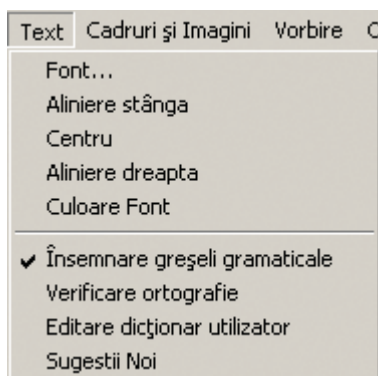 Text Cadruri şi Imagini Vorbire
Font...
Aliniere stânga
Centru
Aliniere dreapta
Culoare Font
Însemnare greşeli gramaticale
Verificare ortografie
Editare dicţionar utilizator
Sugestii Noi